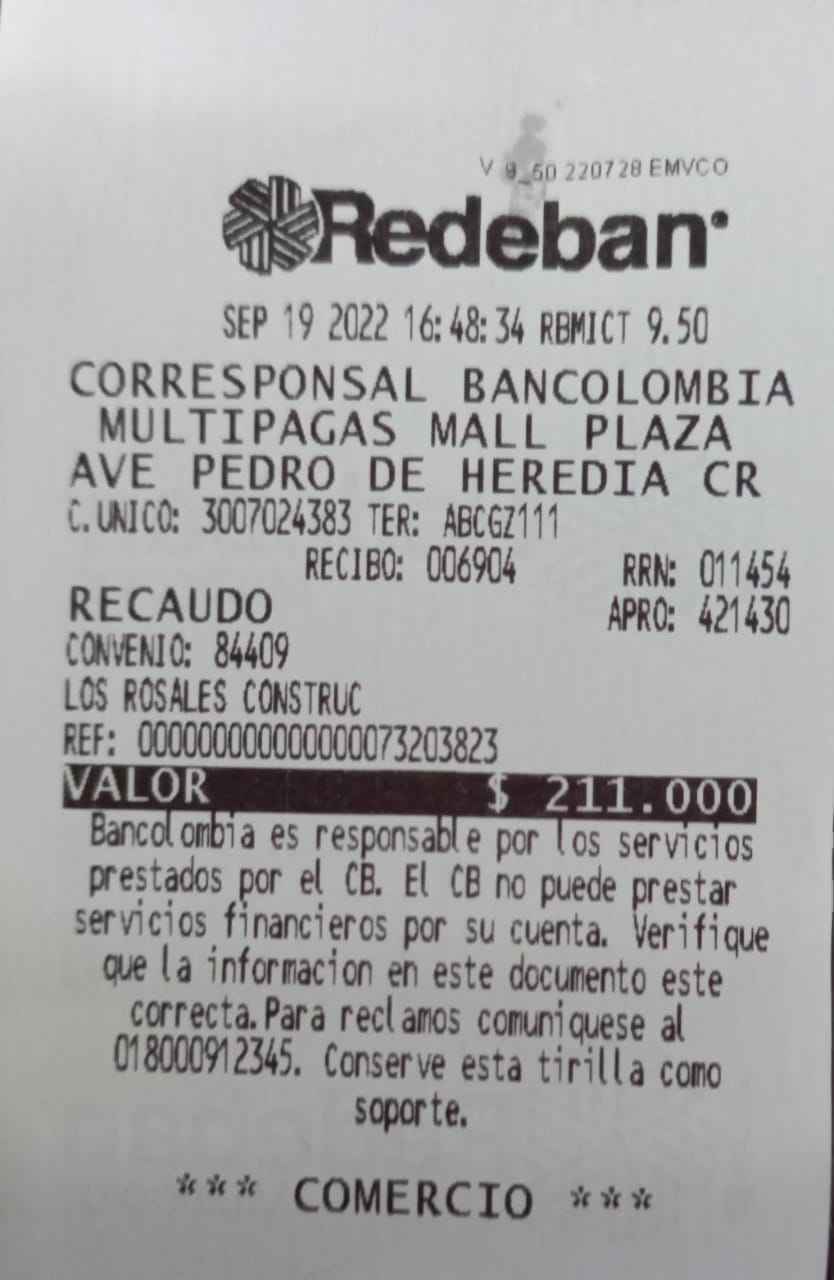 V 9_50 220728 EMVCO
Redeban
SEP 19 2022 16:48:34 RBMICT 9.50
CORRESPONSAL BANCOLOMBIA
MULTIPAGAS MALL PLAZA
AVE PEDRO DE HEREDIA CR
C.UNICO: 3007024383 TER: ABCGZ111
RECIBO: 006904 RRN: 011454
RECAUDO APRO: 421430
CONVENIO: 84409
LOS ROSALES CONSTRUC
REF: 000000000000000073203823
VALOR $ 211.000
Bancolombia es responsable por los servicios
prestados por el CB. El CB no puede prestar
servicios financieros por su cuenta. Verifique
que la informacion en este documento este
correcta.Para reclamos comuniquese al
018000912345. Conserve esta tirilla como
soporte.
*** COMERCIO ***